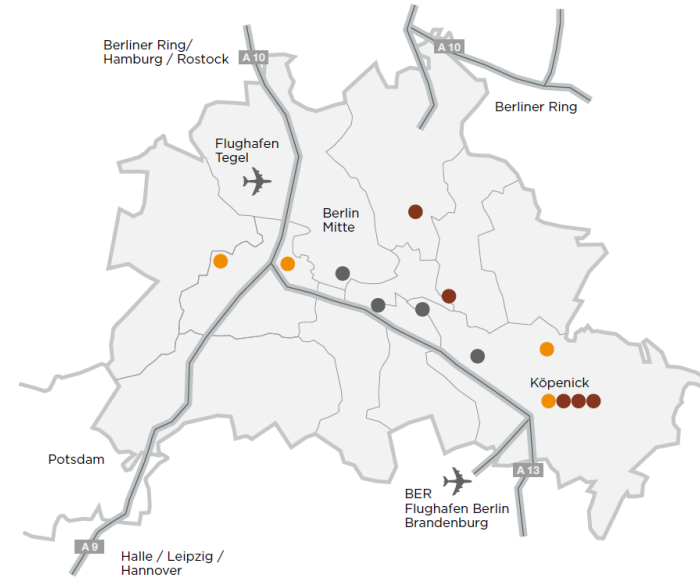 Berliner Ring/
Hamburg / Rostock
A 10
A 10
Berliner Ring
Flughafen
Tegel
Berlin
Mitte
Köpenick
Potsdam
A 13
BER
Flughafen Berlin
Brandenburg
A 9
Halle / Leipzig /
Hannover